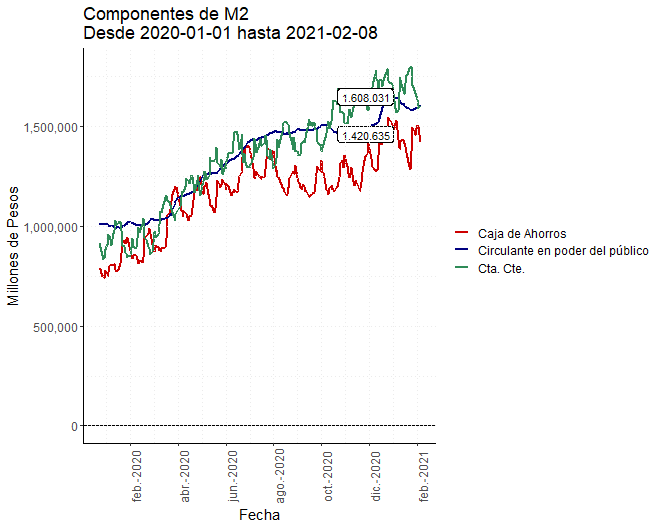 Componentes de M2
Desde 2020-01-01 hasta 2021-02-08
Millones de Pesos
1,500,000
1,000,000
500,000
0
1.608.031
1.420.635
feb.-2020
abr.-2020
jun.-2020
ago.-2020
oct.-2020
dic.-2020
feb.-2021
Fecha
Caja de Ahorros
Circulante en poder del público
Cta. Cte.